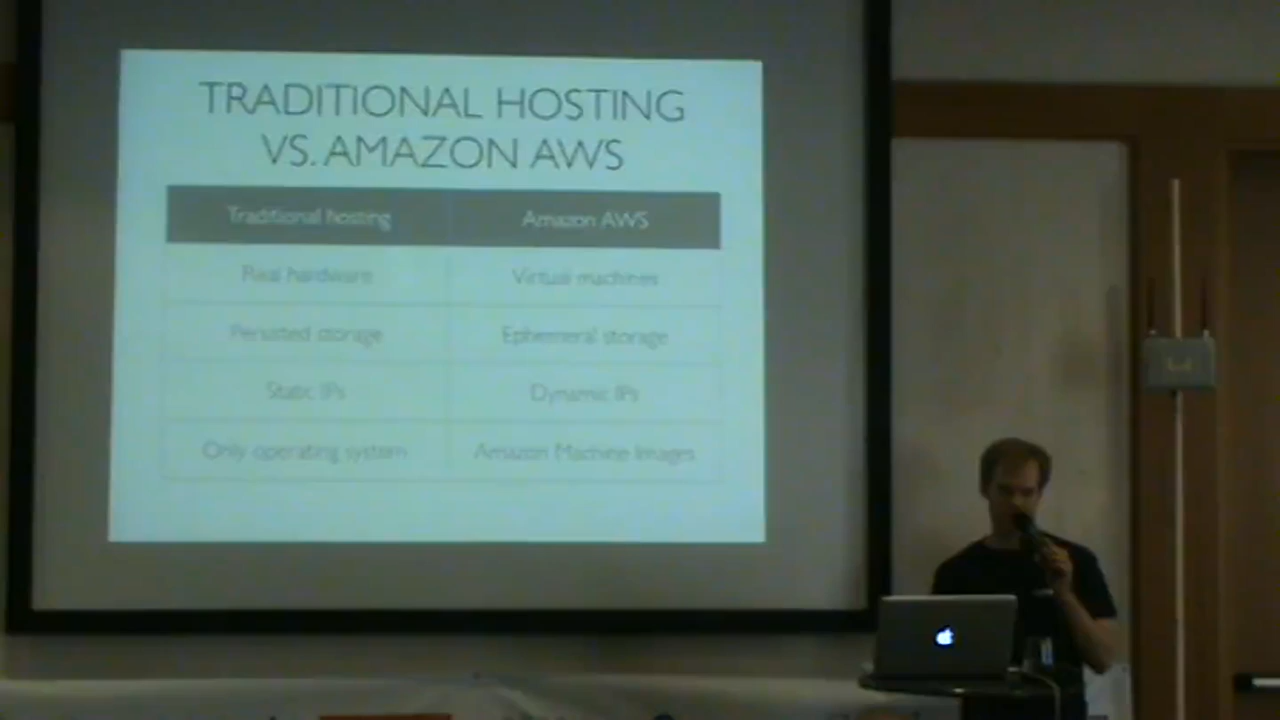 TRADITIONAL HOSTING
VS. AMAZON AWS
Traditional hosting Amazon AWS
Real hardware Virtual machines
Persisted storage Ephemeral storage
Static IPs Dynamic IPs
Only operating system Amazon Machine Images